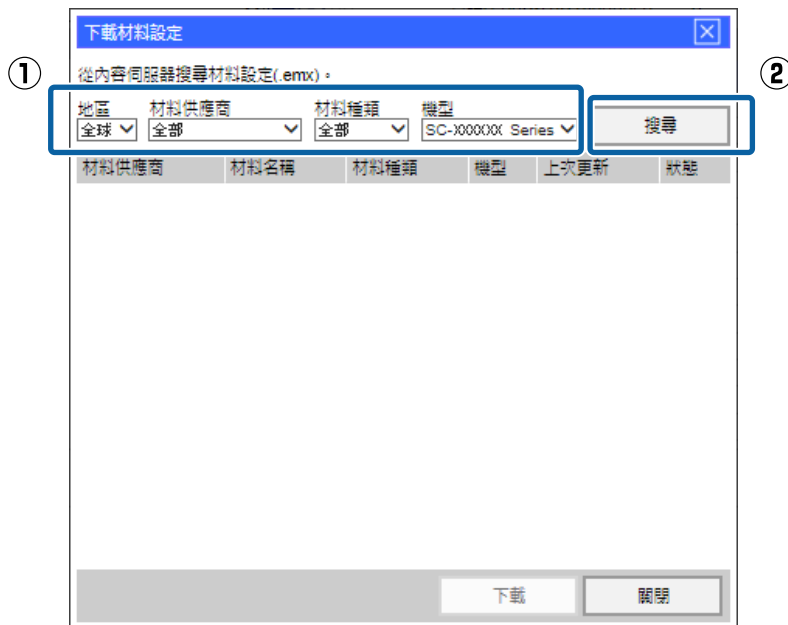 下載材料設定
① 從內容伺服器搜尋材料設定(.emx)。 ②
地區 材料供應商 材料種類 機型
全球 全部 全部 SC-XXXXXX Series 搜尋
材料供應商 材料名稱 材料種類 機型 上次更新 狀態
下載 關閉